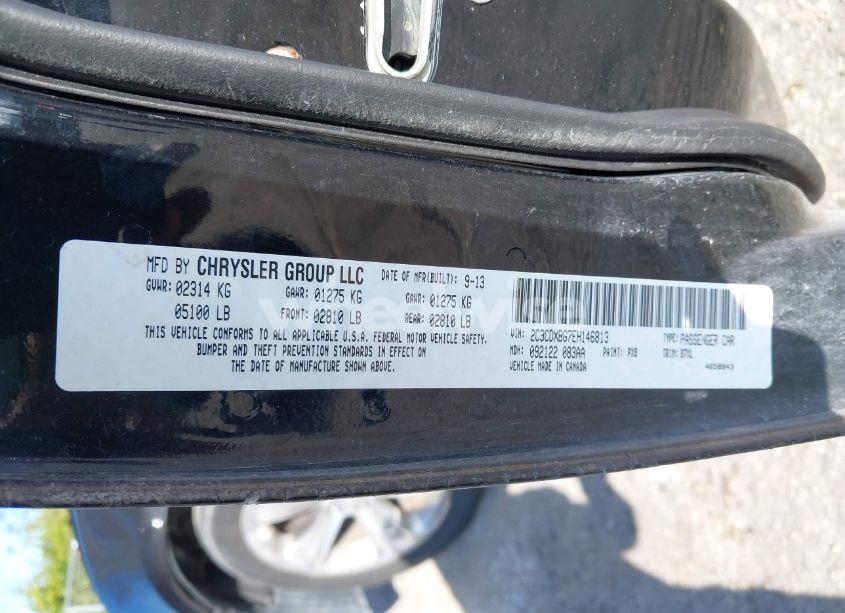 MFD BY CHRYSLER GROUP LLC DATE OF MFR(BUILT): 9-13
GVWR: 02314 KG GAWR: 01275 KG GAWR: 01275 KG
05100 LB FRONT: 02810 LB REAR: 02810 LB
THIS VEHICLE CONFORMS TO ALL APPLICABLE U.S.A. FEDERAL MOTOR VEHICLE SAFETY,
BUMPER AND THEFT PREVENTION STANDARDS IN EFFECT ON
THE DATE OF MANUFACTURE SHOWN ABOVE.
VIN: 2C3CDXBG7EH146813 TYPE: PASSENGER CAR
MDH: 092122 083AA PAINT: PX8 TRIM:
VEHICLE MADE IN CANADA